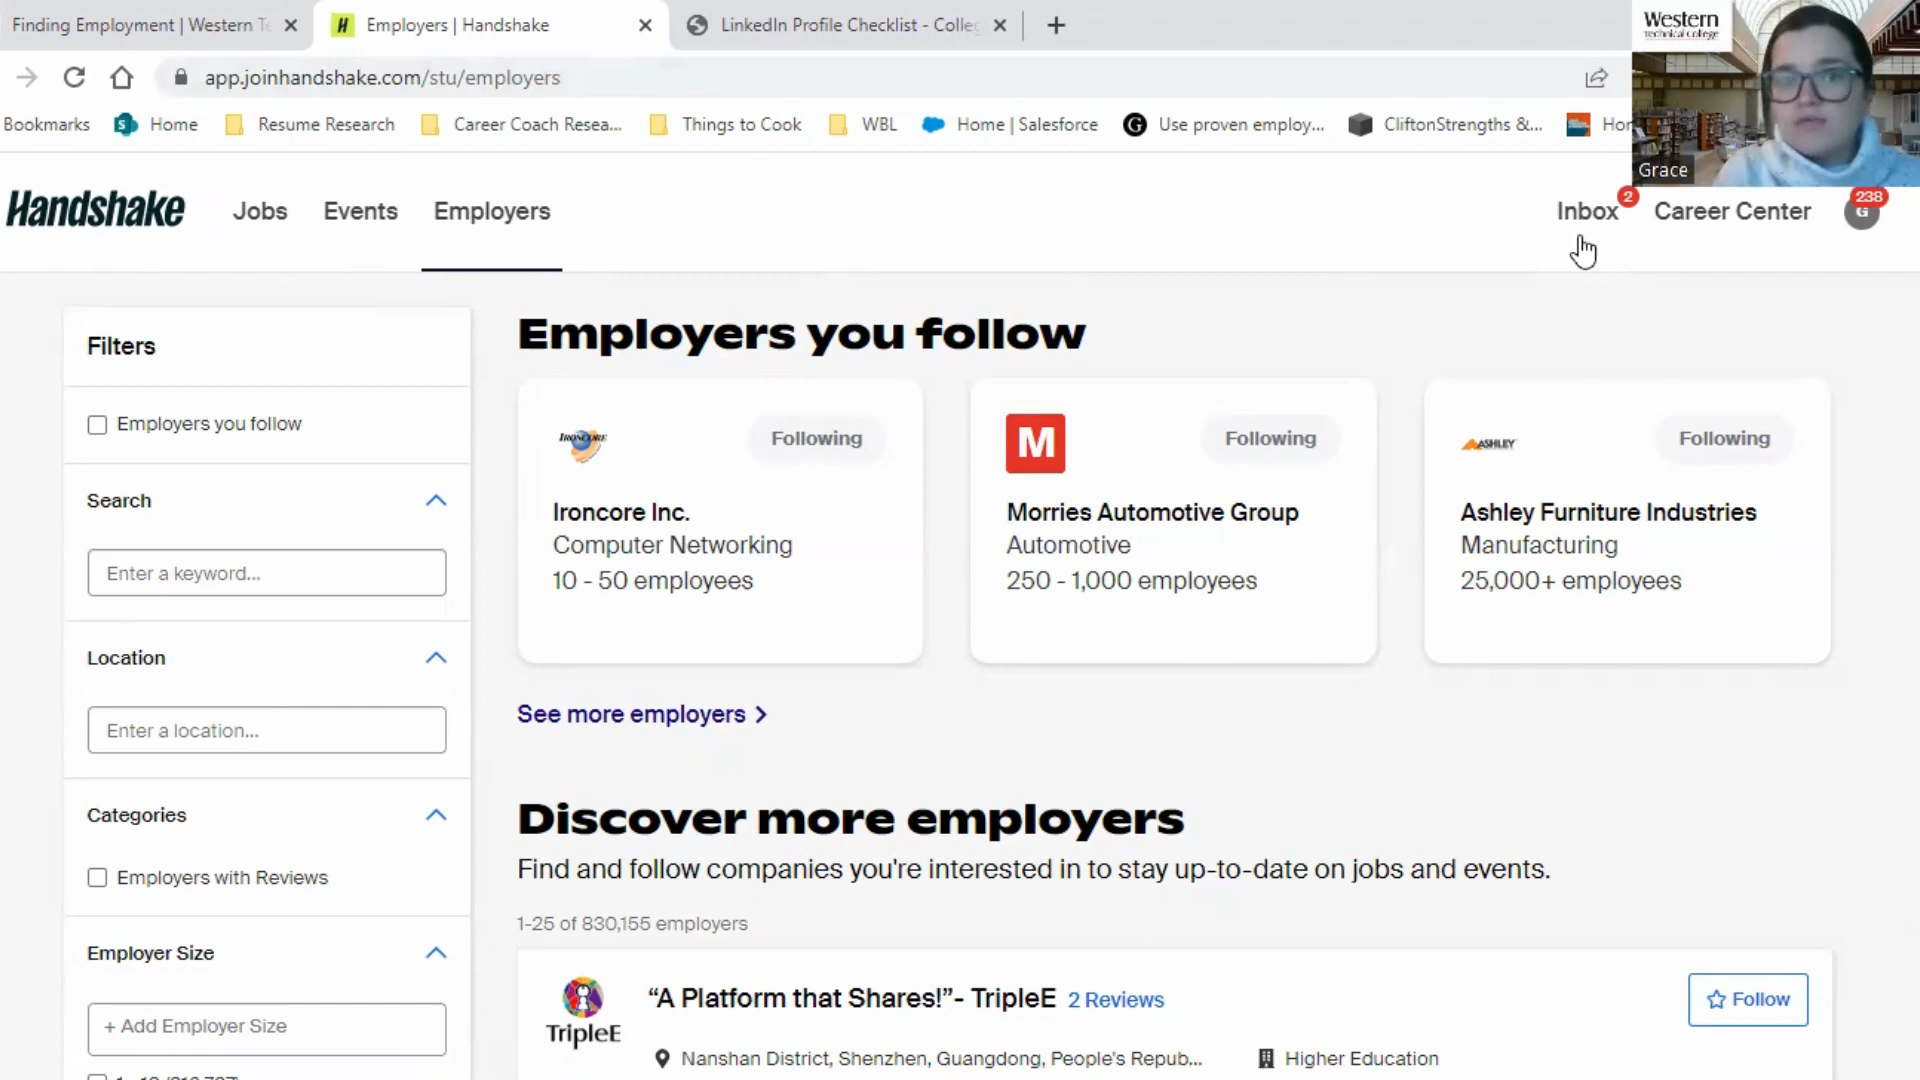 Finding Employment | Western Te
Employers | Handshake
LinkedIn Profile Checklist - Colleg
app.joinhandshake.com/stu/employers
Bookmarks
Home
Resume Research
Career Coach Resea...
Things to Cook
WBL
Home | Salesforce
Use proven employ...
CliftonStrengths &...
Hor
Western
Technical College
Grace
Handshake
Jobs
Events
Employers
Inbox
2
Career Center
238
G
Filters
Employers you follow
Search
Enter a keyword...
Location
Enter a location...
Categories
Employers with Reviews
Employer Size
+ Add Employer Size
Employers you follow
IRONCORE
Following
Ironcore Inc.
Computer Networking
10 - 50 employees
M
Following
Morries Automotive Group
Automotive
250 - 1,000 employees
ASHLEY
Following
Ashley Furniture Industries
Manufacturing
25,000+ employees
See more employers
Discover more employers
Find and follow companies you're interested in to stay up-to-date on jobs and events.
1-25 of 830,155 employers
TripleE
“A Platform that Shares!”- TripleE 2 Reviews
Follow
Nanshan District, Shenzhen, Guangdong, People's Repub...
Higher Education